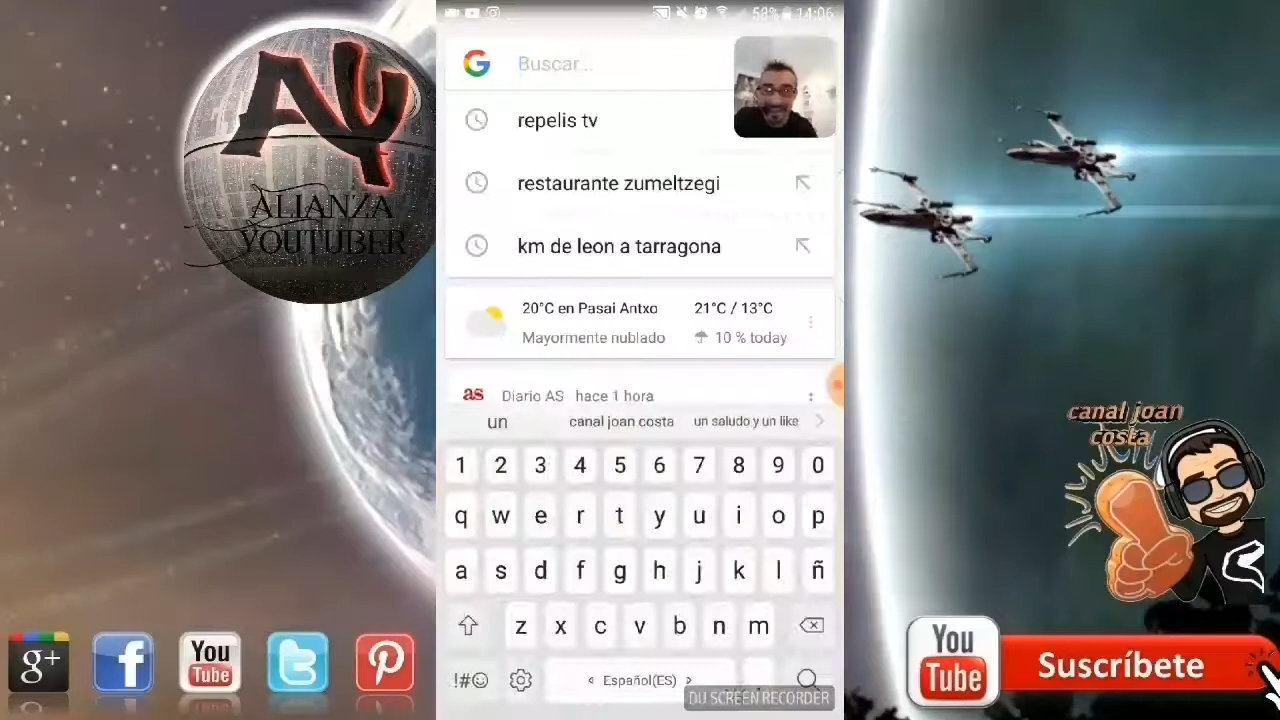 AY
ALIANZA
YOUTUBER
58% 14:06
Buscar...
repelis tv
restaurante zumeltzegi
km de leon a tarragona
20°C en Pasai Antxo
21°C / 13°C
Mayormente nublado
10 % today
as Diario AS hace 1 hora
un canal joan costa un saludo y un like
1 2 3 4 5 6 7 8 9 0
q w e r t y u i o p
a s d f g h j k l ñ
z x c v b n m
!#☺ < Español(ES) >
DU SCREEN RECORDER
canal joan
costa
g+ f You Tube
You
Tube
Suscríbete